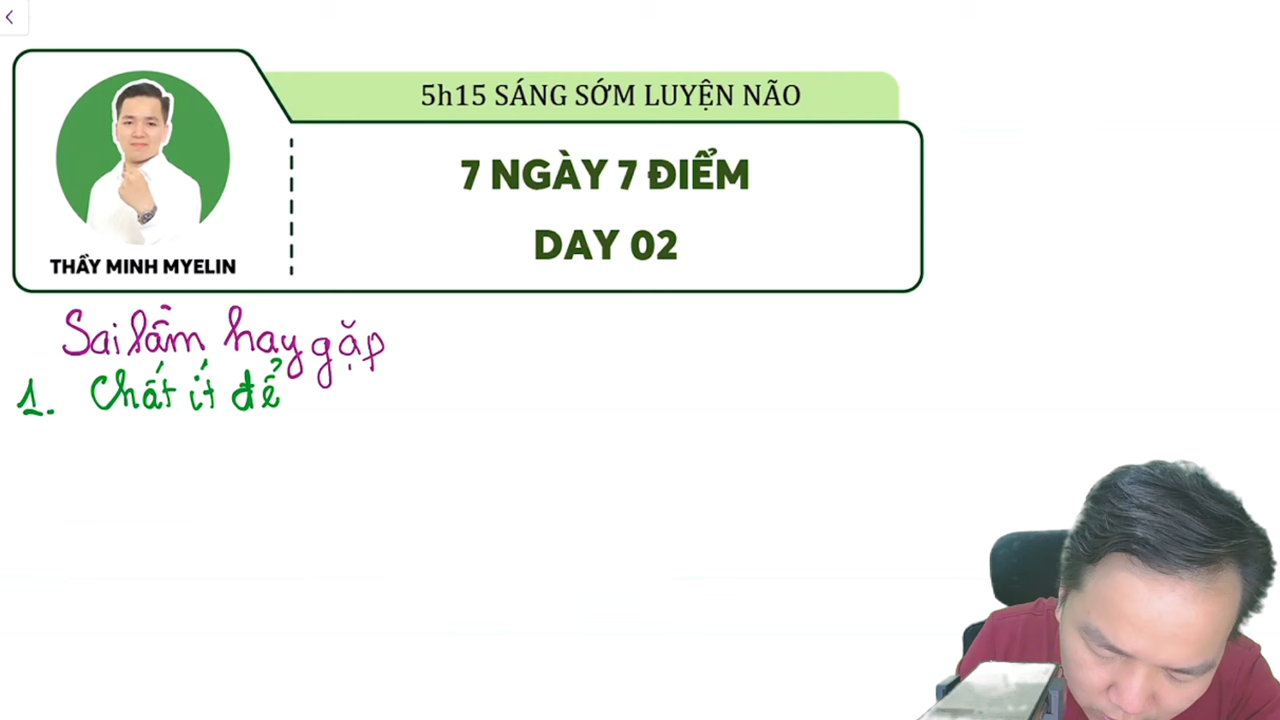 5h15 SÁNG SỚM LUYỆN NÃO
7 NGÀY 7 ĐIỂM
DAY 02
THẦY MINH MYELIN
Sai lầm hay gặp
1. Chất ít để